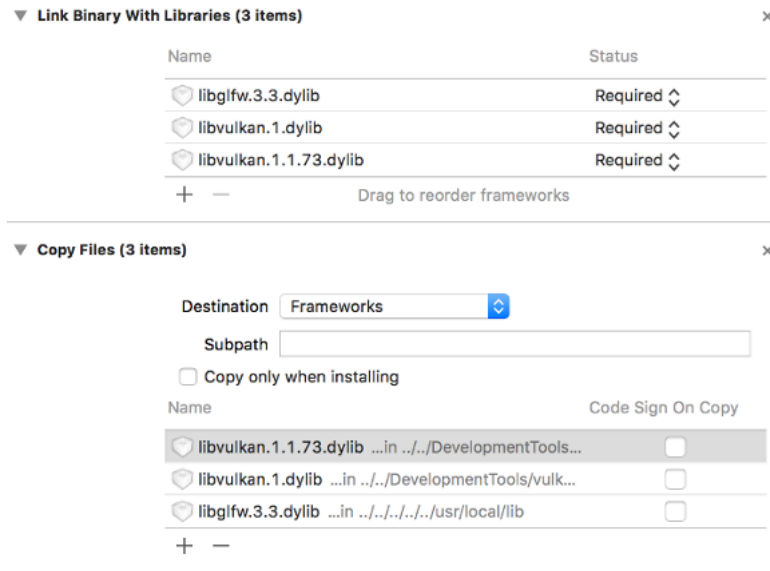 Link Binary With Libraries (3 items)
Name Status
libglfw.3.3.dylib Required
libvulkan.1.dylib Required
libvulkan.1.1.73.dylib Required
Drag to reorder frameworks
Copy Files (3 items)
Destination Frameworks
Subpath
Copy only when installing
Name Code Sign On Copy
libvulkan.1.1.73.dylib ...in ../../DevelopmentTools...
libvulkan.1.dylib ...in ../../DevelopmentTools/vulk...
libglfw.3.3.dylib ...in ../../../../../usr/local/lib